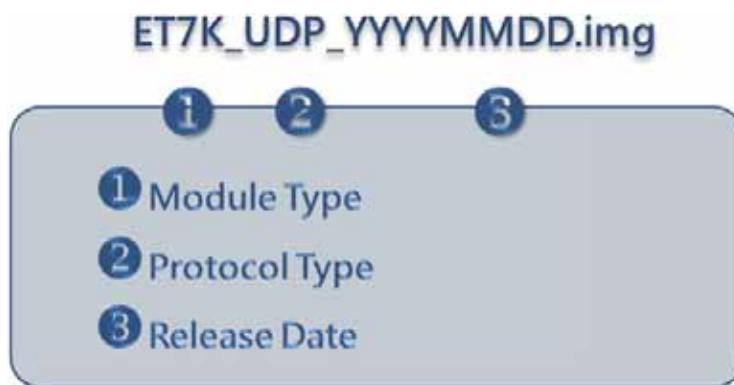 ET7K_UDP_YYYYMMDD.img
1 2 3
1 Module Type
2 Protocol Type
3 Release Date